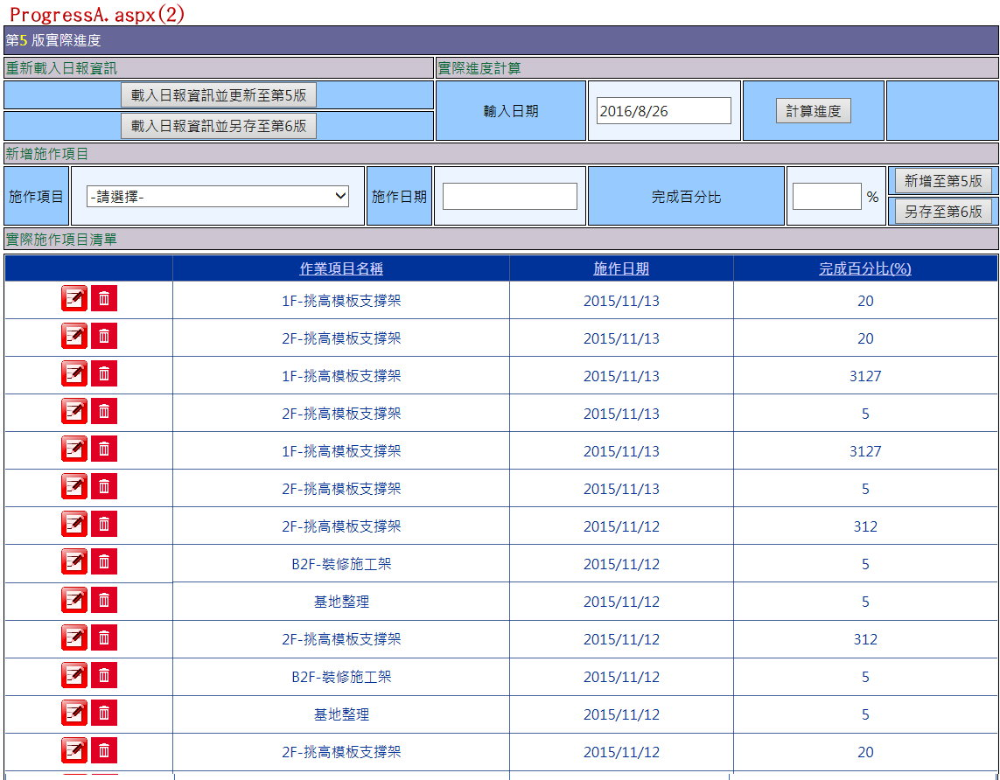 ProgressA.aspx(2)
第5 版實際進度
重新載入日報資訊 實際進度計算
載入日報資訊並更新至第5版
載入日報資訊並另存至第6版
輸入日期 2016/8/26 計算進度
新增施作項目
施作項目 -請選擇- 施作日期 完成百分比 % 新增至第5版
另存至第6版
實際施作項目清單
作業項目名稱 施作日期 完成百分比(%)
1F-挑高模板支撐架 2015/11/13 20
2F-挑高模板支撐架 2015/11/13 20
1F-挑高模板支撐架 2015/11/13 3127
2F-挑高模板支撐架 2015/11/13 5
1F-挑高模板支撐架 2015/11/13 3127
2F-挑高模板支撐架 2015/11/13 5
2F-挑高模板支撐架 2015/11/12 312
B2F-裝修施工架 2015/11/12 5
基地整理 2015/11/12 5
2F-挑高模板支撐架 2015/11/12 312
B2F-裝修施工架 2015/11/12 5
基地整理 2015/11/12 5
2F-挑高模板支撐架 2015/11/12 20